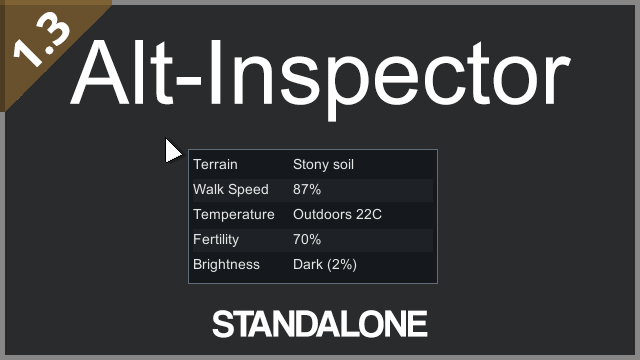 1.3
Alt-Inspector
Terrain Stony soil
Walk Speed 87%
Temperature Outdoors 22C
Fertility 70%
Brightness Dark (2%)
STANDALONE